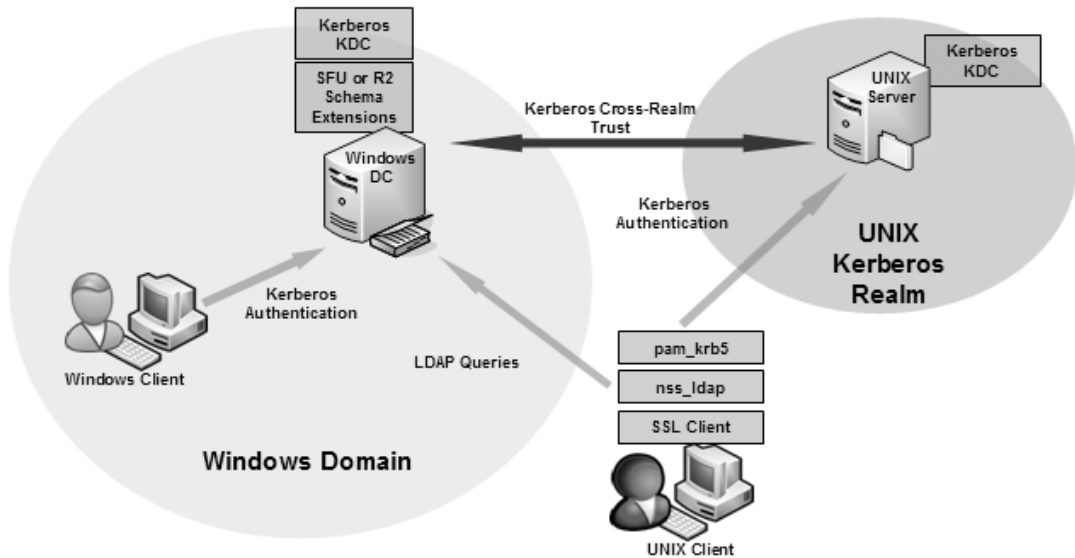 Kerberos
KDC
SFU or R2
Schema
Extensions
Windows
DC
Kerberos Cross-Realm
Trust
UNIX
Server
Kerberos
KDC
Kerberos
Authentication
UNIX
Kerberos
Realm
Kerberos
Authentication
Windows Client
LDAP Queries
Windows Domain
pam_krb5
nss_ldap
SSL Client
UNIX Client